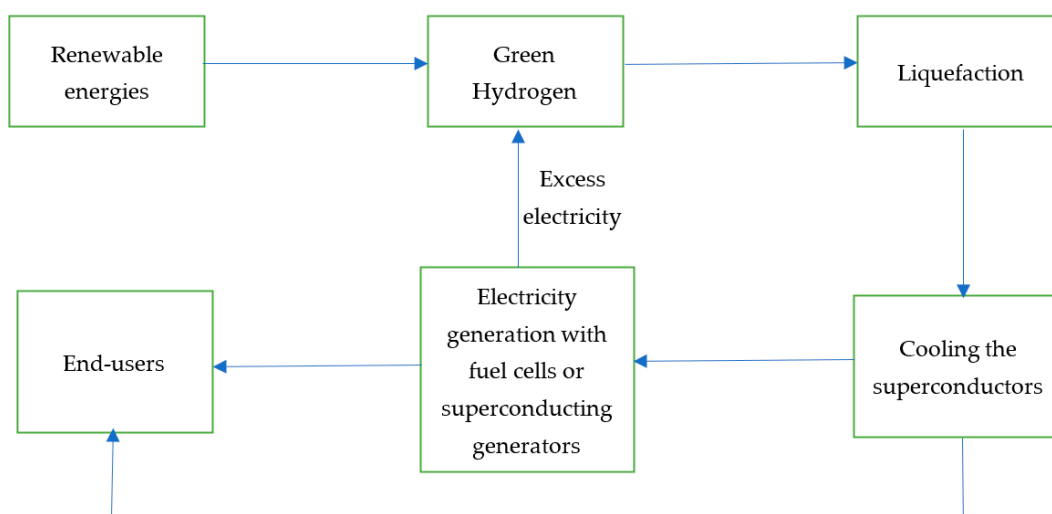 Renewable
energies
Green
Hydrogen
Liquefaction
Excess
electricity
End-users
Electricity
generation with
fuel cells or
superconducting
generators
Cooling the
superconductors